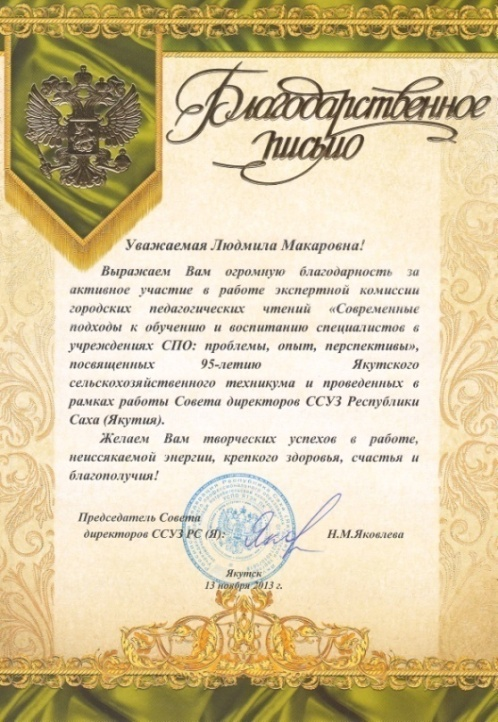 Благодарственное
письмо
Уважаемая Людмила Макаровна!
Выражаем Вам огромную благодарность за
активное участие в работе экспертной комиссии
городских педагогических чтений «Современные
подходы к обучению и воспитанию специалистов в
учреждениях СПО: проблемы, опыт, перспективы»,
посвященных 95-летию Якутского
сельскохозяйственного техникума и проведенных в
рамках работы Совета директоров ССУЗ Республики
Саха (Якутия).
Желаем Вам творческих успехов в работе,
неиссякаемой энергии, крепкого здоровья, счастья и
благополучия!
Председатель Совета
директоров ССУЗ РС (Я): Н.М.Яковлева
Якутск
13 ноября 2013 г.